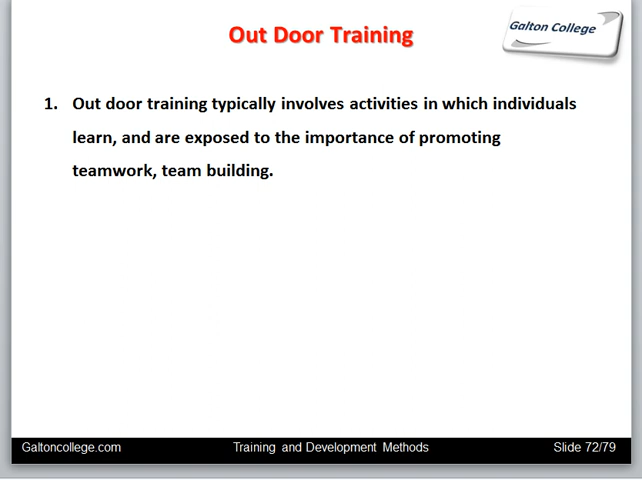 Out Door Training
Galton College
1. Out door training typically involves activities in which individuals
learn, and are exposed to the importance of promoting
teamwork, team building.
Galtoncollege.com Training and Development Methods Slide 72/79